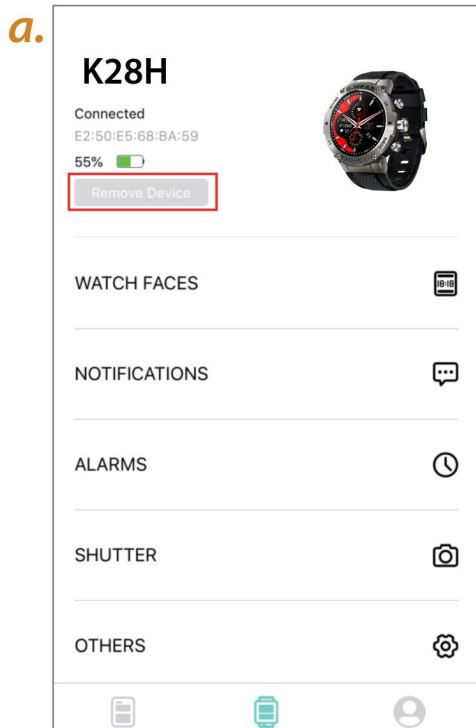 a.
K28H
Connected
E2:50:E5:68:BA:59
55%
Remove Device
WATCH FACES
18:18
NOTIFICATIONS
ALARMS
SHUTTER
OTHERS